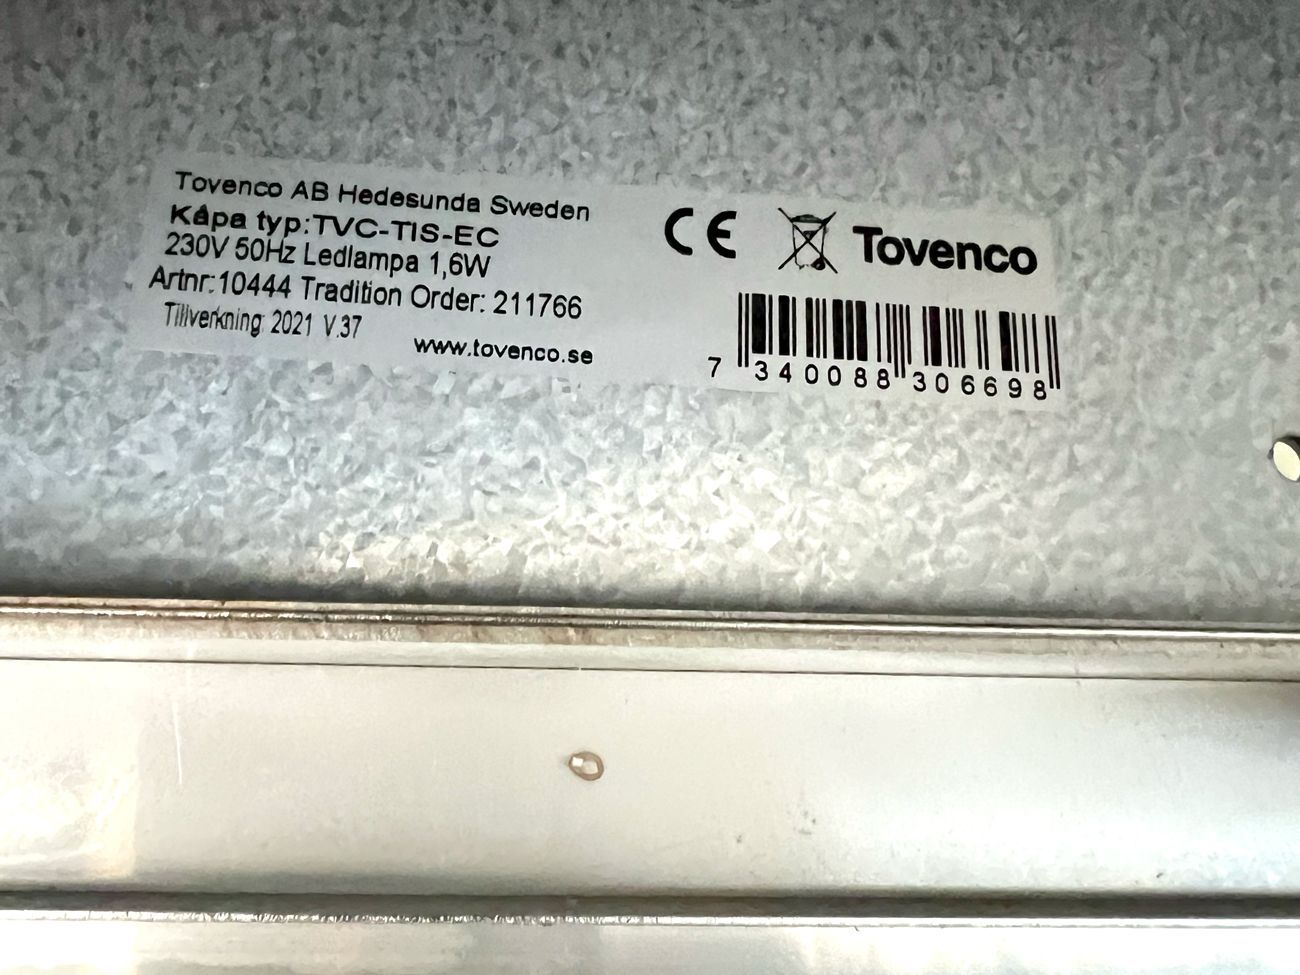 Tovenco AB Hedesunda Sweden
Kåpa typ:TVC-TIS-EC
230V 50Hz Ledlampa 1,6W
Artnr:10444 Tradition Order: 211766
Tillverkning: 2021 V.37
www.tovenco.se
CE
Tovenco
7 340088 306698